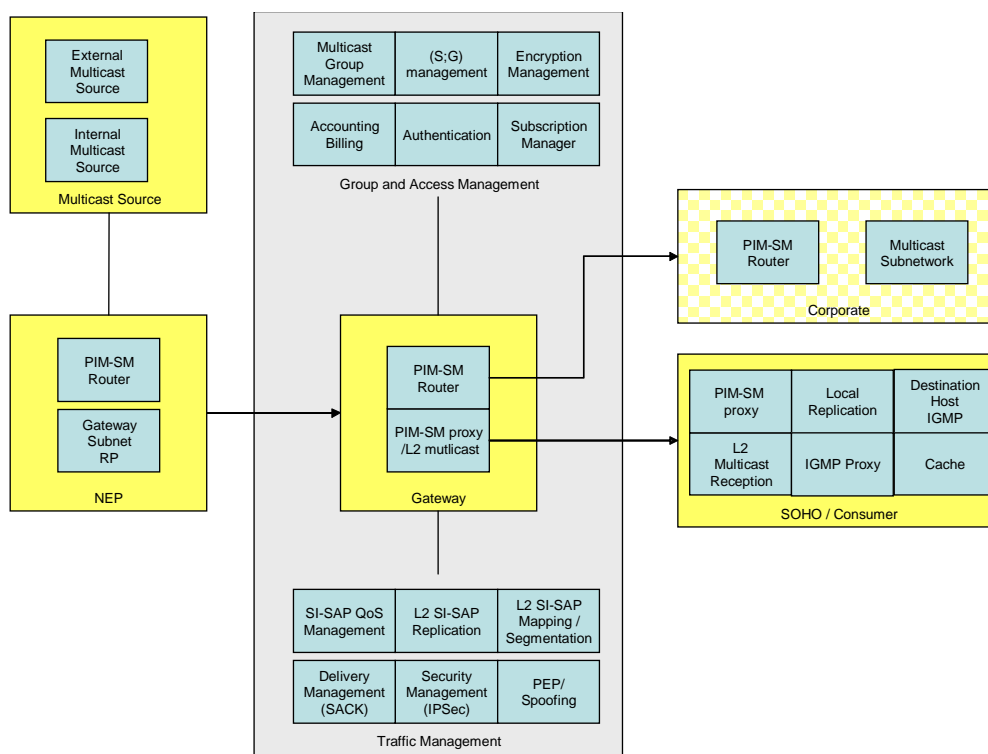 External
Multicast
Source
Internal
Multicast
Source
Multicast Source
PIM-SM
Router
Gateway
Subnet
RP
NEP
Multicast
Group
Management
(S;G)
management
Encryption
Management
Accounting
Billing
Authentication
Subscription
Manager
Group and Access Management
PIM-SM
Router
PIM-SM proxy
/L2 mutlicast
Gateway
SI-SAP QoS
Management
L2 SI-SAP
Replication
L2 SI-SAP
Mapping /
Segmentation
Delivery
Management
(SACK)
Security
Management
(IPSec)
PEP/
Spoofing
Traffic Management
PIM-SM
Router
Multicast
Subnetwork
Corporate
PIM-SM
proxy
Local
Replication
Destination
Host
IGMP
L2
Multicast
Reception
IGMP Proxy
Cache
SOHO / Consumer